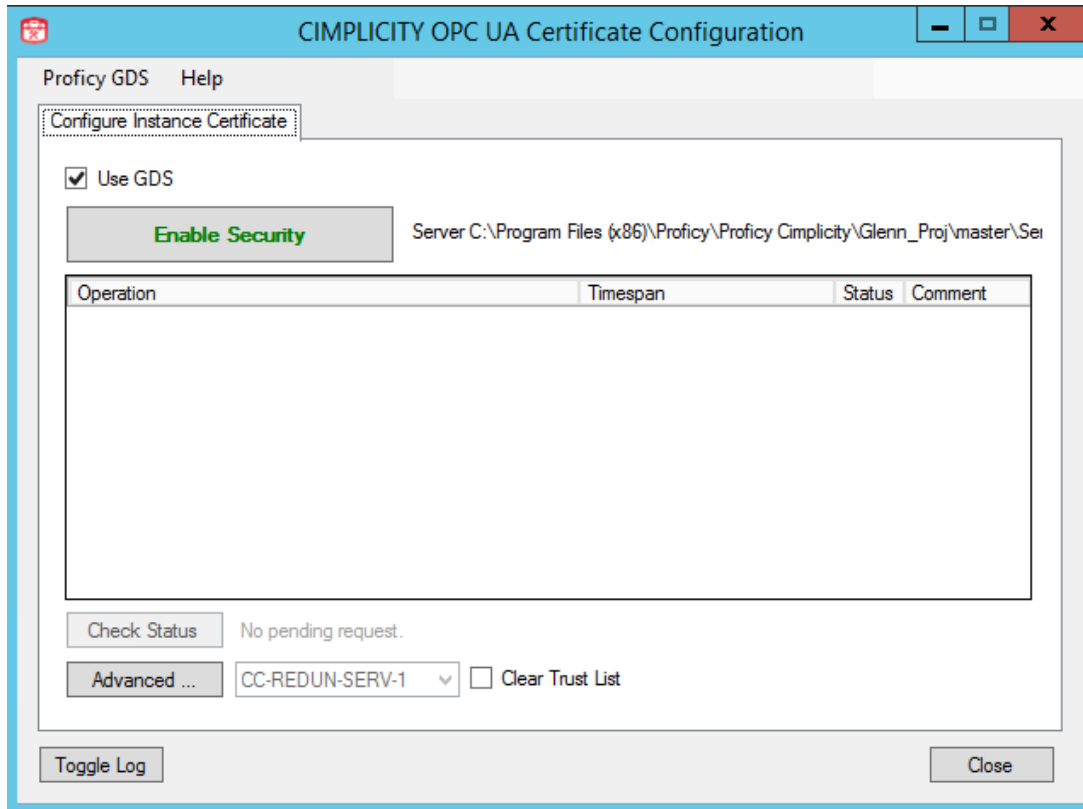 CIMPLICITY OPC UA Certificate Configuration
Proficy GDS Help
Configure Instance Certificate
Use GDS
Enable Security Server C:\Program Files (x86)\Proficy\Proficy Cimplicity\Glenn_Proj\master\Ser
Operation Timespan Status Comment
Check Status No pending request.
Advanced ... CC-REDUN-SERV-1 Clear Trust List
Toggle Log Close